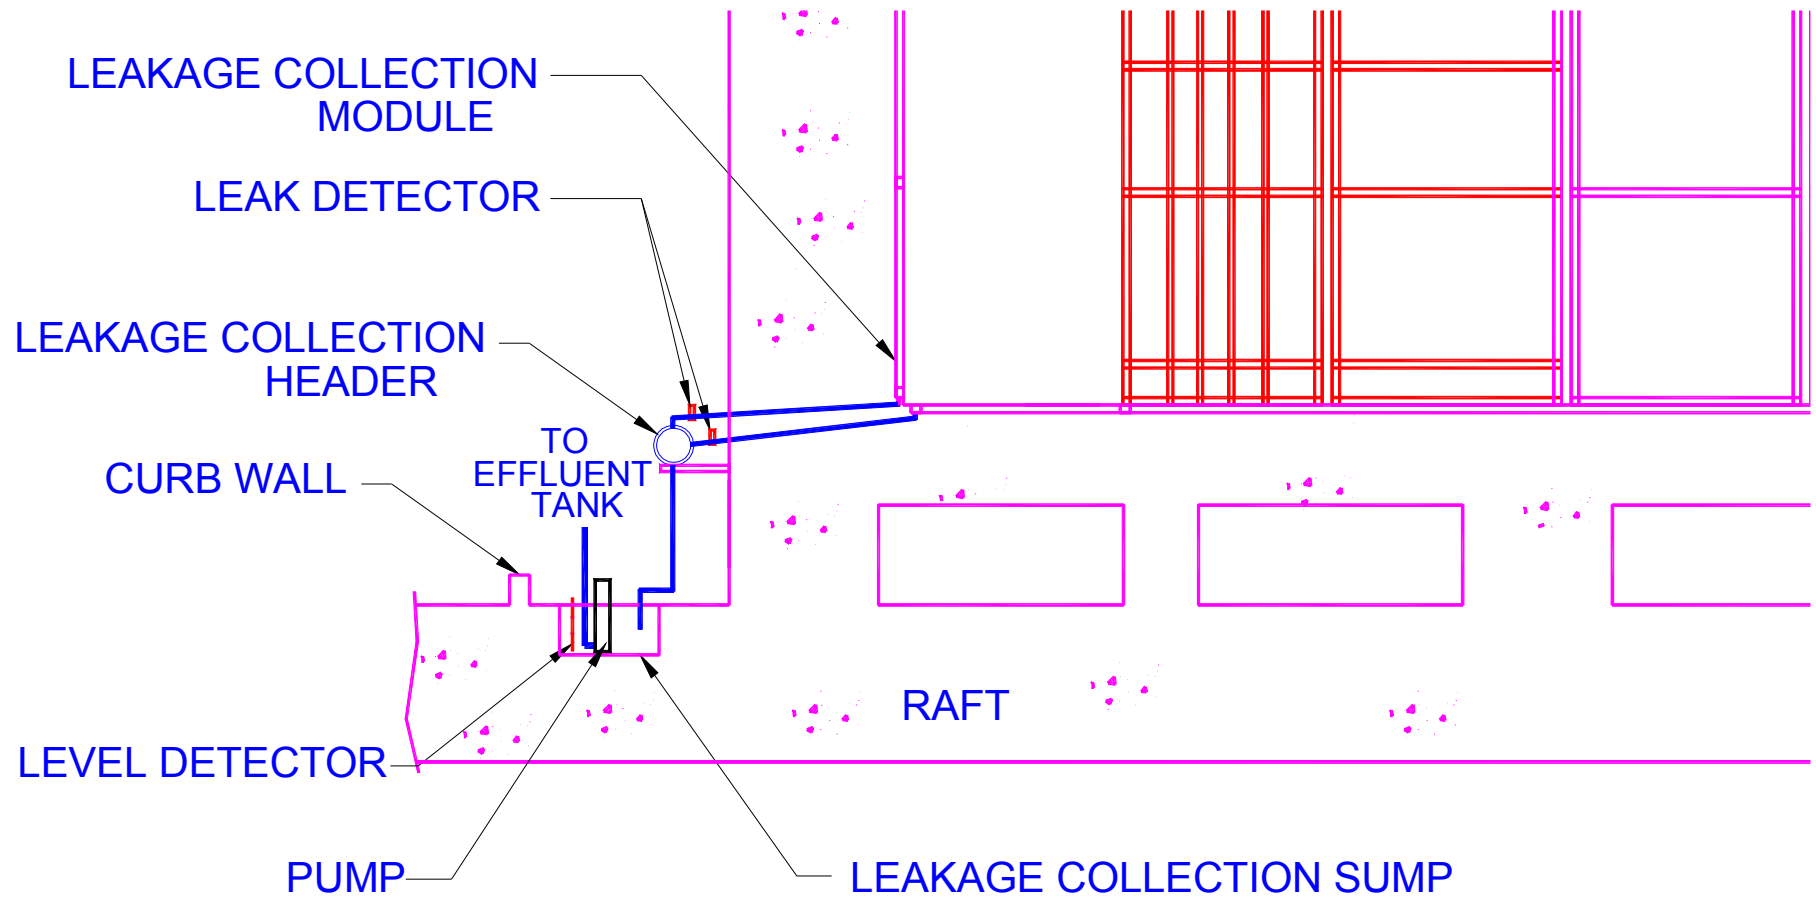 LEAKAGE COLLECTION
MODULE
LEAK DETECTOR
LEAKAGE COLLECTION
HEADER
TO
EFFLUENT
TANK
CURB WALL
RAFT
LEVEL DETECTOR
PUMP
LEAKAGE COLLECTION SUMP